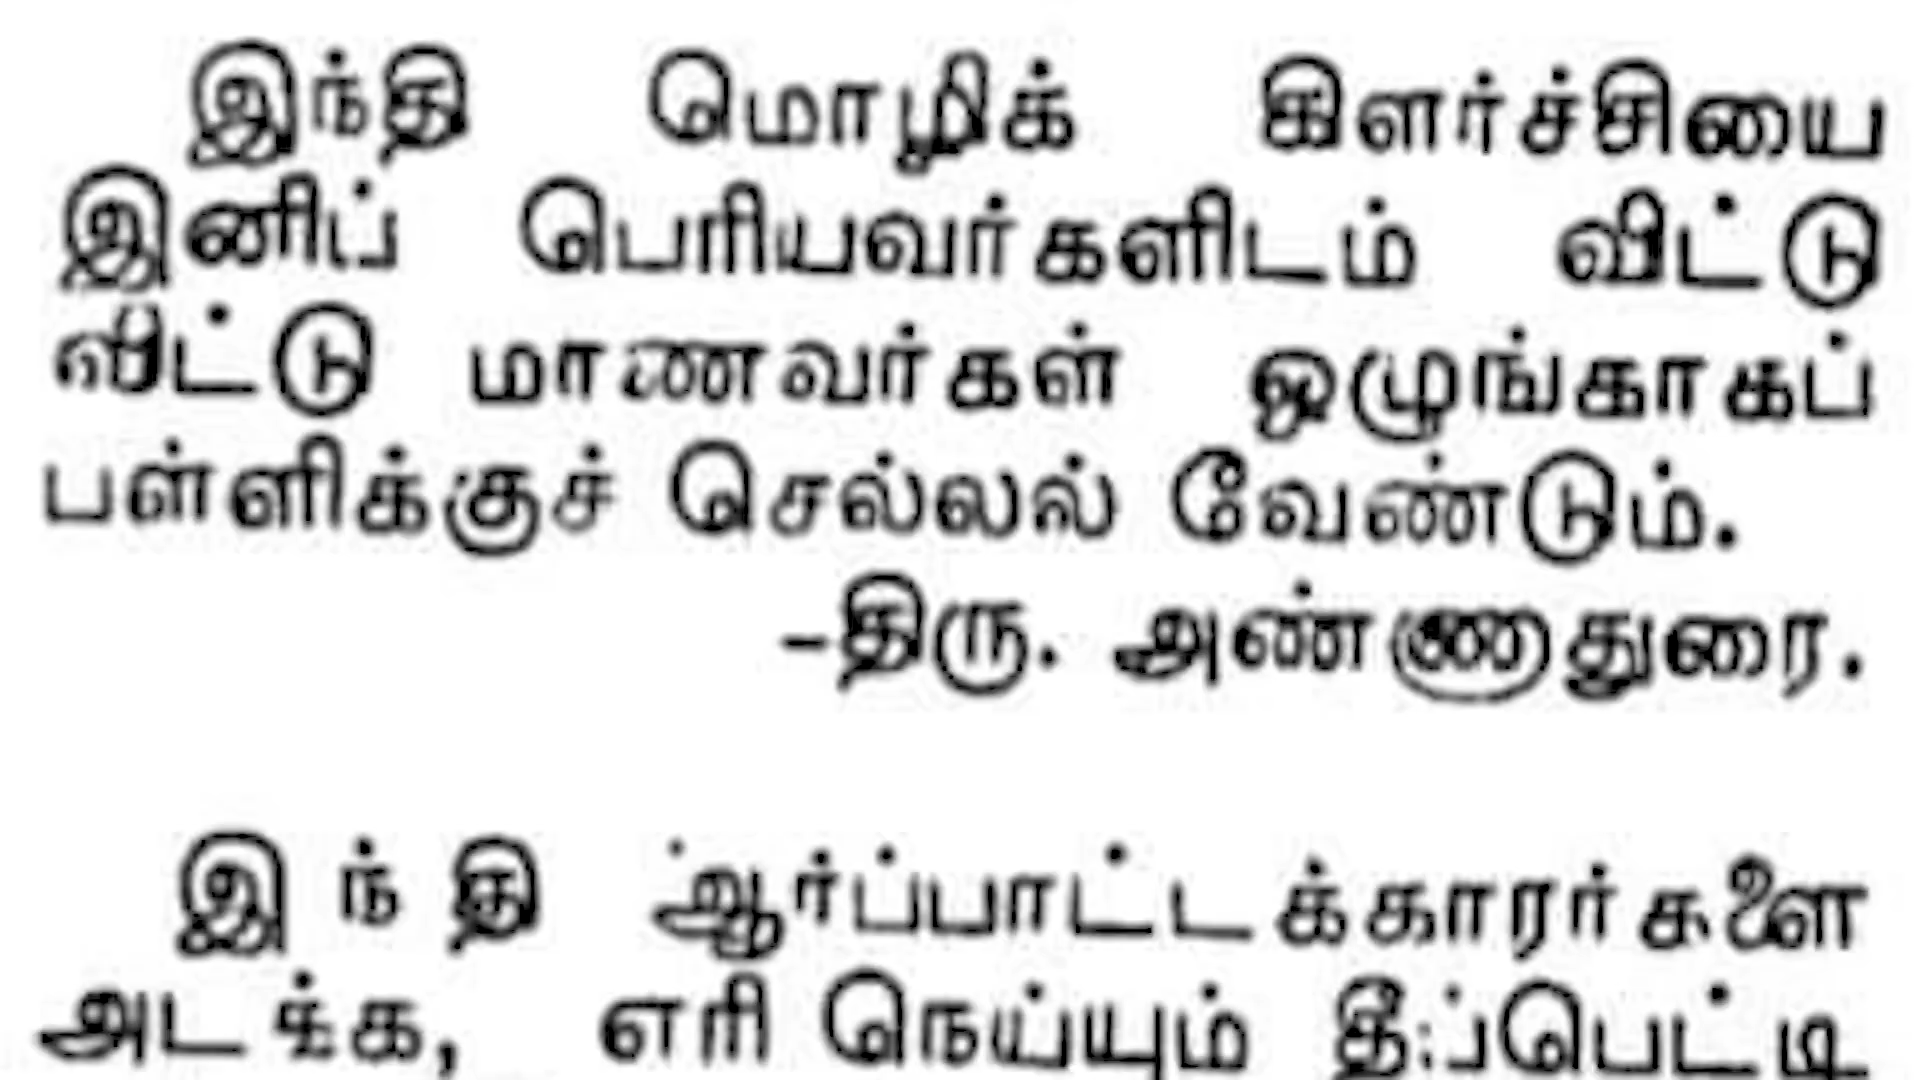 இந்தி மொழிக் கிளர்ச்சியை
இனிப் பெரியவர்களிடம் விட்டு
விட்டு மாணவர்கள் ஒழுங்காகப்
பள்ளிக்குச் செல்லல் வேண்டும்.
-திரு. அண்ணாதுரை.
இந்தி ஆர்ப்பாட்டக்காரர்களை
அடக்க, எரி நெய்யும் தீப்பெட்டி